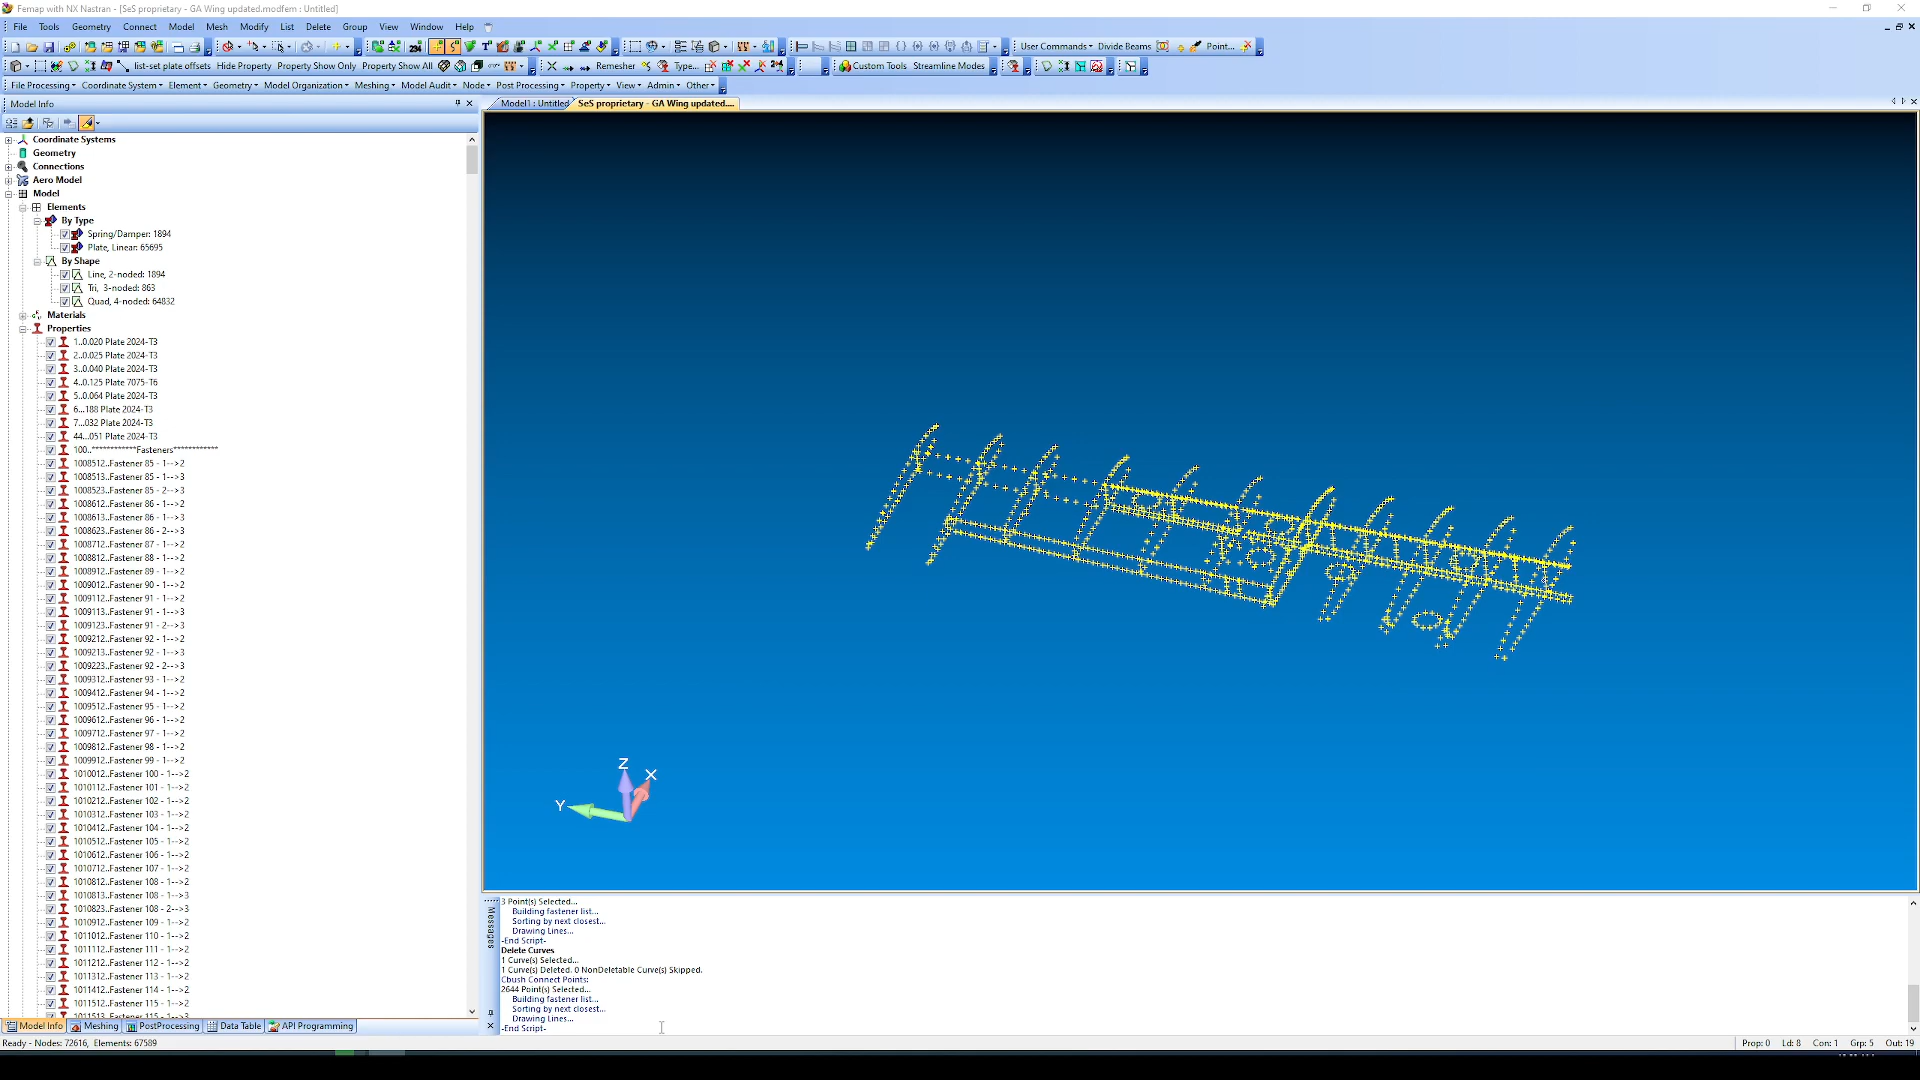 Femap with NX Nastran - [SeS proprietary - GA Wing updated.modfem : Untitled]
File Tools Geometry Connect Model Mesh Modify List Delete Group View Window Help
User Commands Divide Beams Point...
list-set plate offsets Hide Property Property Show Only Property Show All Remesher Type... Custom Tools Streamline Modes
File Processing Coordinate System Element Geometry Model Organization Meshing Model Audit Node Post Processing Property View Admin Other
Model Info
Model1 : Untitled SeS proprietary - GA Wing updated....
Coordinate Systems
Geometry
Connections
Aero Model
Model
Elements
By Type
Spring/Damper: 1894
Plate, Linear: 65695
By Shape
Line, 2-noded: 1894
Tri, 3-noded: 863
Quad, 4-noded: 64832
Materials
Properties
1..0.020 Plate 2024-T3
2..0.025 Plate 2024-T3
3..0.040 Plate 2024-T3
4..0.125 Plate 7075-T6
5..0.064 Plate 2024-T3
6...188 Plate 2024-T3
7...032 Plate 2024-T3
44...051 Plate 2024-T3
100..************Fasteners************
1008512..Fastener 85 - 1-->2
1008513..Fastener 85 - 1-->3
1008523..Fastener 85 - 2-->3
1008612..Fastener 86 - 1-->2
1008613..Fastener 86 - 1-->3
1008623..Fastener 86 - 2-->3
1008712..Fastener 87 - 1-->2
1008812..Fastener 88 - 1-->2
1008912..Fastener 89 - 1-->2
1009012..Fastener 90 - 1-->2
1009112..Fastener 91 - 1-->2
1009113..Fastener 91 - 1-->3
1009123..Fastener 91 - 2-->3
1009212..Fastener 92 - 1-->2
1009213..Fastener 92 - 1-->3
1009223..Fastener 92 - 2-->3
1009312..Fastener 93 - 1-->2
1009412..Fastener 94 - 1-->2
1009512..Fastener 95 - 1-->2
1009612..Fastener 96 - 1-->2
1009712..Fastener 97 - 1-->2
1009812..Fastener 98 - 1-->2
1009912..Fastener 99 - 1-->2
1010012..Fastener 100 - 1-->2
1010112..Fastener 101 - 1-->2
1010212..Fastener 102 - 1-->2
1010312..Fastener 103 - 1-->2
1010412..Fastener 104 - 1-->2
1010512..Fastener 105 - 1-->2
1010612..Fastener 106 - 1-->2
1010712..Fastener 107 - 1-->2
1010812..Fastener 108 - 1-->2
1010813..Fastener 108 - 1-->3
1010823..Fastener 108 - 2-->3
1010912..Fastener 109 - 1-->2
1011012..Fastener 110 - 1-->2
1011112..Fastener 111 - 1-->2
1011212..Fastener 112 - 1-->2
1011312..Fastener 113 - 1-->2
1011412..Fastener 114 - 1-->2
1011512..Fastener 115 - 1-->2
1011513..Fastener 115 - 1-->3
Z
X
Y
Messages
3 Point(s) Selected...
Building fastener list...
Sorting by next closest...
Drawing Lines...
-End Script-
Delete Curves
1 Curve(s) Selected...
1 Curve(s) Deleted. 0 NonDeletable Curve(s) Skipped.
Cbush Connect Points:
2644 Point(s) Selected...
Building fastener list...
Sorting by next closest...
Drawing Lines...
-End Script-
Model Info Meshing PostProcessing Data Table API Programming
Ready - Nodes: 72616, Elements: 67589
Prop: 0 Ld: 8 Con: 1 Grp: 5 Out: 19